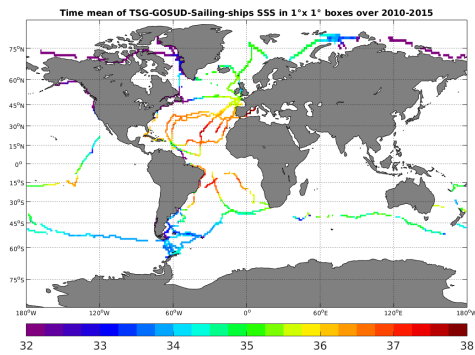 Time mean of TSG-GOSUD-Sailing-ships SSS in 1°x 1° boxes over 2010-2015
75°N
60°N
45°N
30°N
15°N
0°
15°S
30°S
45°S
60°S
75°S
180°W 120°W 60°W 0° 60°E 120°E 180°W
32 33 34 35 36 37 38